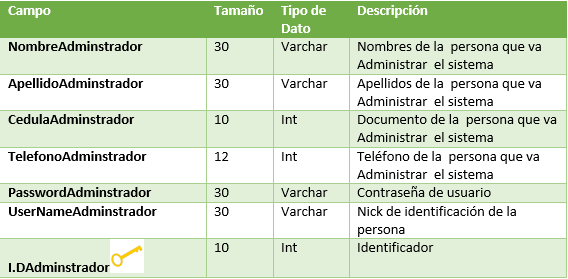 Campo Tamaño Tipo de Dato Descripción
NombreAdminstrador 30 Varchar Nombres de la persona que va Administrar el sistema
ApellidoAdminstrador 30 Varchar Apellidos de la persona que va Administrar el sistema
CedulaAdminstrador 10 Int Documento de la persona que va Administrar el sistema
TelefonoAdminstrador 12 Int Teléfono de la persona que va Administrar el sistema
PasswordAdminstrador 30 Varchar Contraseña de usuario
UserNameAdminstrador 30 Varchar Nick de identificación de la persona
I.DAdminstrador 10 Int Identificador